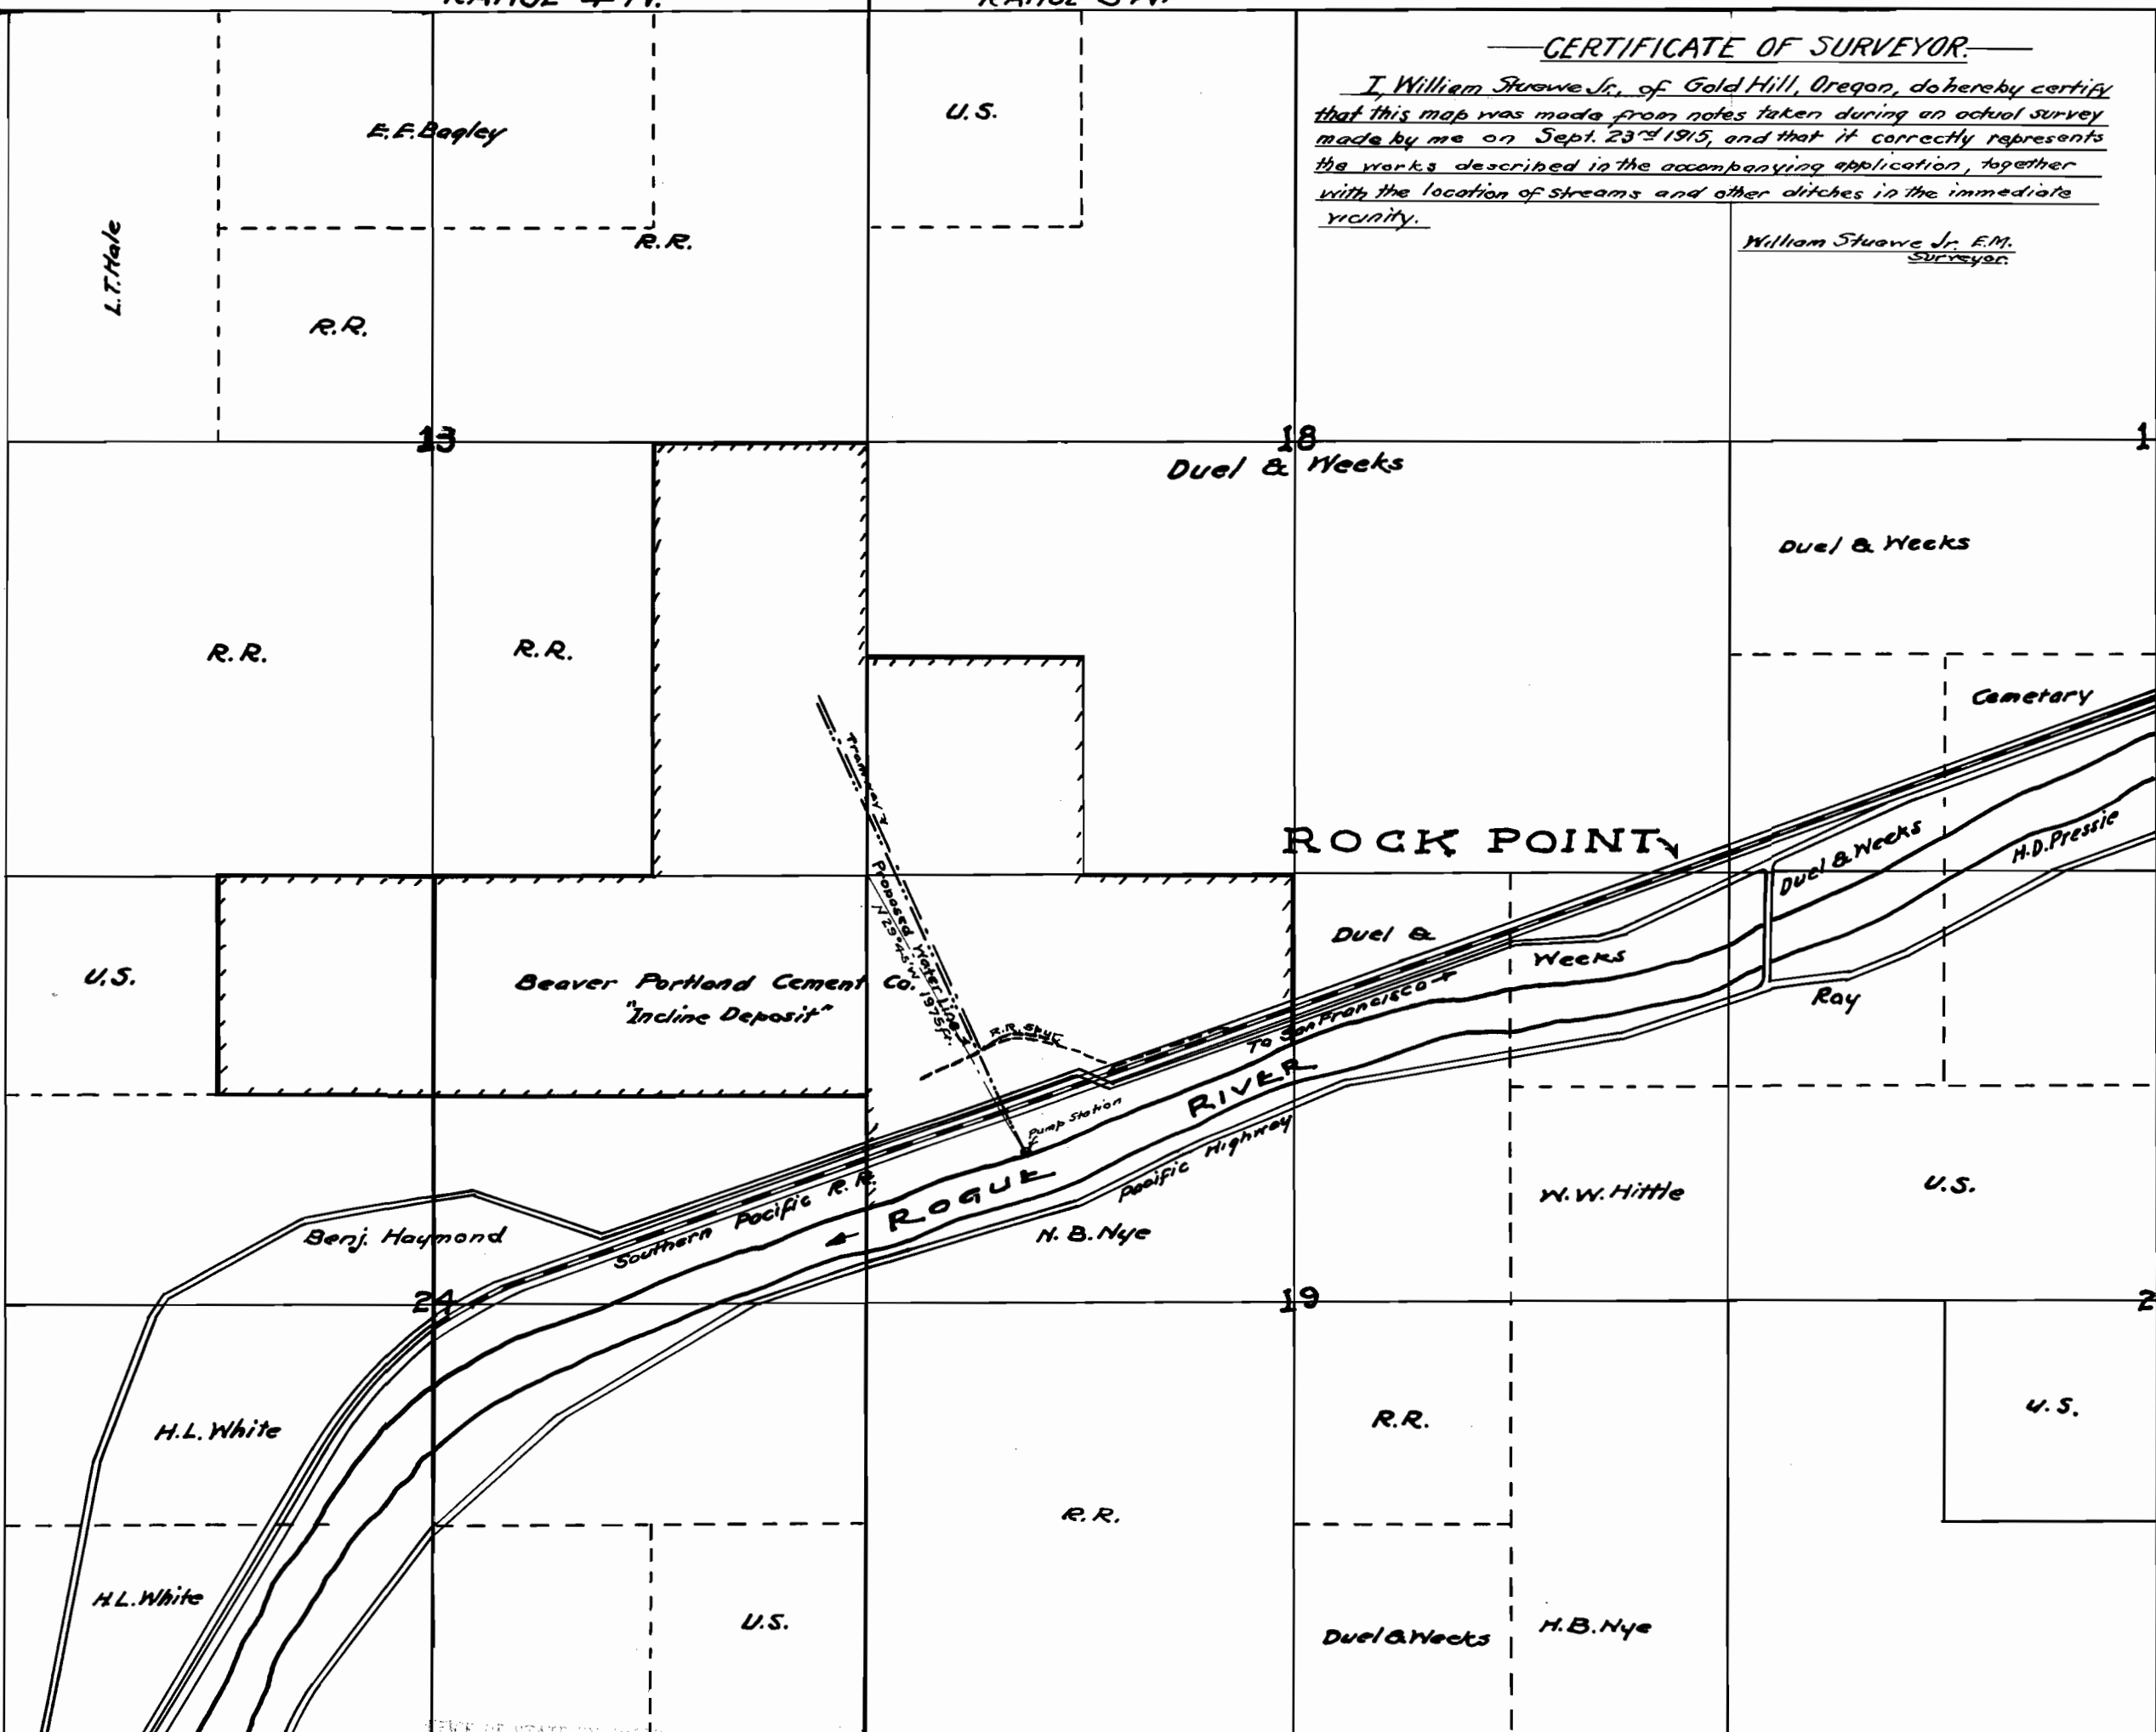 RANGE 4 W.
RANGE 3 W.
CERTIFICATE OF SURVEYOR.
I, William Stuowe Jr., of Gold Hill, Oregon, do hereby certify
that this map was made from notes taken during an actual survey
made by me on Sept. 23rd 1915, and that it correctly represents
the works described in the accompanying application, together
with the location of streams and other ditches in the immediate
vicinity.
William Stuowe Jr. E.M.
Surveyor.
E.E. Bagley
U.S.
L.T. Hale
R.R.
R.R.
13
18
1
Duel & Weeks
Duel & Weeks
R.R.
R.R.
Cemetary
Tramway
ROCK POINT
Duel & Weeks
H.D. Pressie
Proposed Water Line
N 29°45' W. 1975 ft.
Duel &
Weeks
U.S.
Beaver Portland Cement Co.
"Incline Deposit"
Ray
R.R. Spur
To San Francisco
Pump Station
ROGUE RIVER
Pacific Highway
Southern Pacific R.R.
Benj. Haymond
N. B. Nye
W. W. Hittle
U.S.
24
19
2
H.L. White
R.R.
U.S.
R.R.
H.L. White
U.S.
Duel & Weeks
H.B. Nye